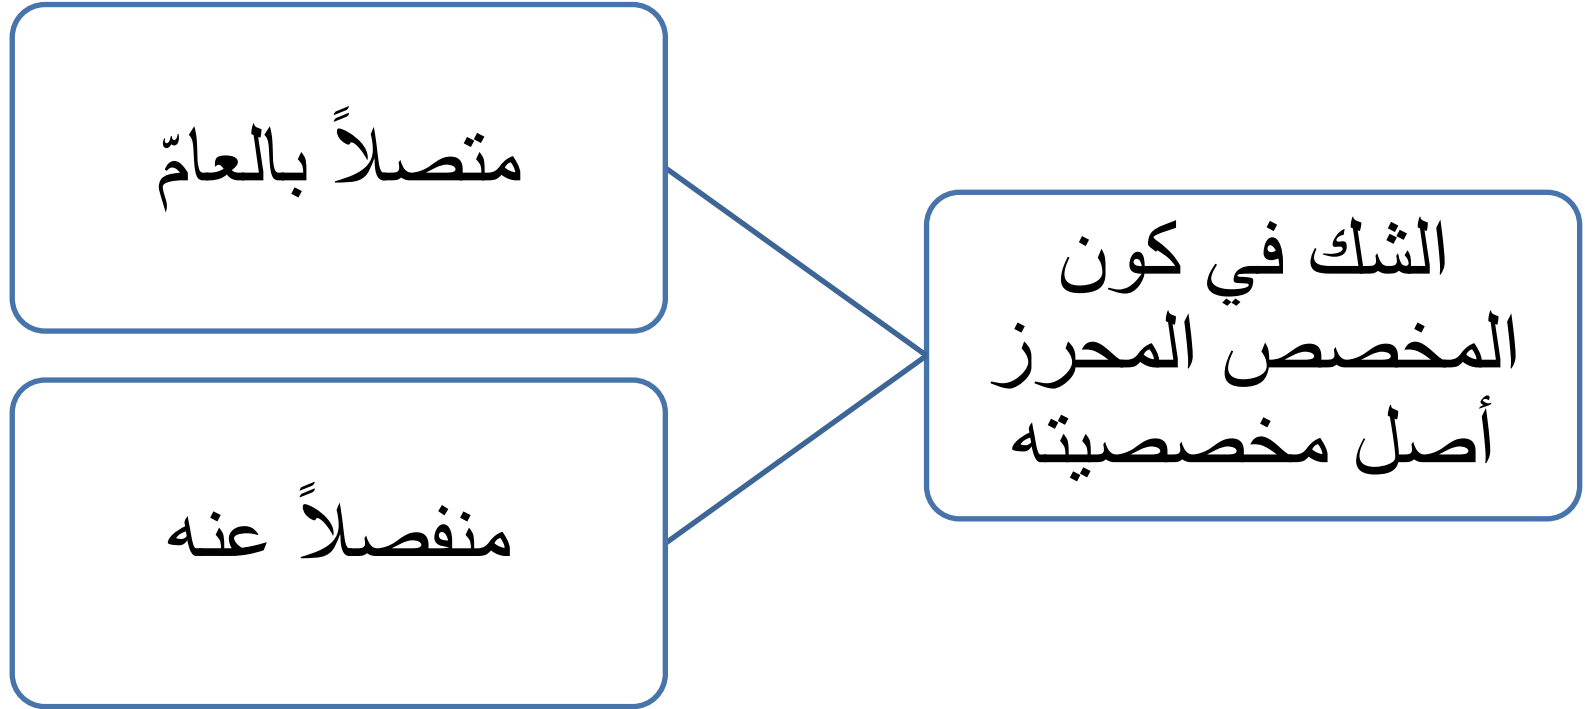 الشك في كون
المخصص المحرز
أصل مخصصيته
متصلاً بالعامّ
منفصلاً عنه